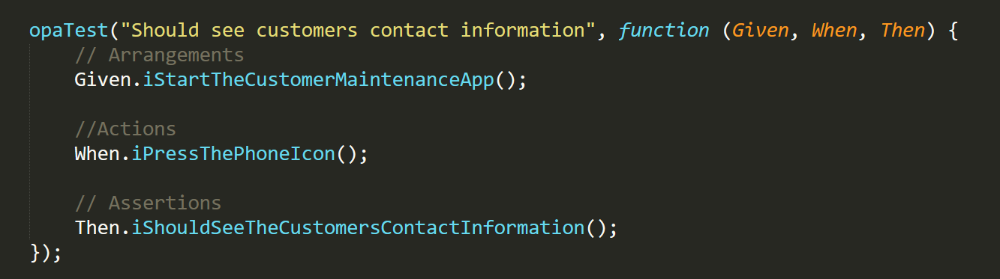 opaTest("Should see customers contact information", function (Given, When, Then) {
// Arrangements
Given.iStartTheCustomerMaintenanceApp();
//Actions
When.iPressThePhoneIcon();
// Assertions
Then.iShouldSeeTheCustomersContactInformation();
});